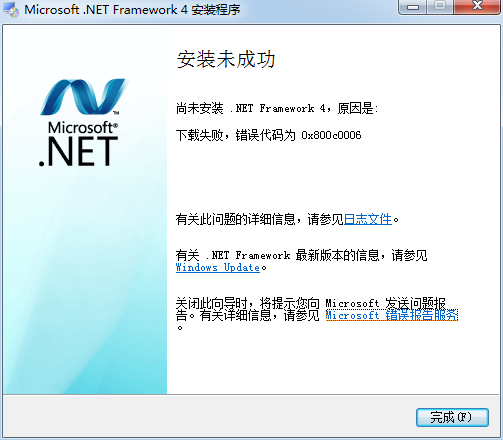 Microsoft .NET Framework 4 安装程序
安装未成功
Microsoft®
.NET
尚未安装 .NET Framework 4，原因是:
下载失败，错误代码为 0x800c0006
有关此问题的详细信息，请参见日志文件。
有关 .NET Framework 最新版本的信息，请参见
Windows Update。
关闭此向导时，将提示您向 Microsoft 发送问题报
告。有关详细信息，请参见 Microsoft 错误报告服务
。
完成(F)